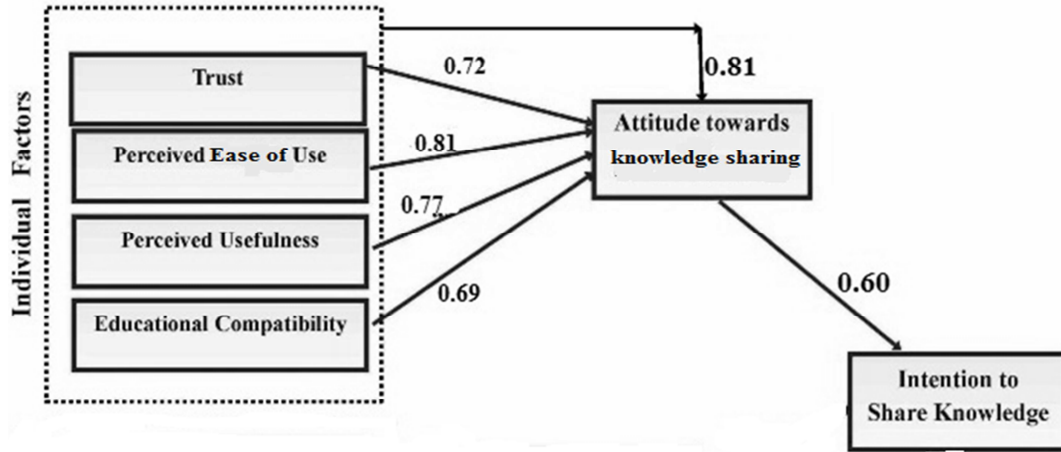 Individual Factors
Trust
Perceived Ease of Use
Perceived Usefulness
Educational Compatibility
0.72
0.81
0.77
0.69
0.81
Attitude towards
knowledge sharing
0.60
Intention to
Share Knowledge